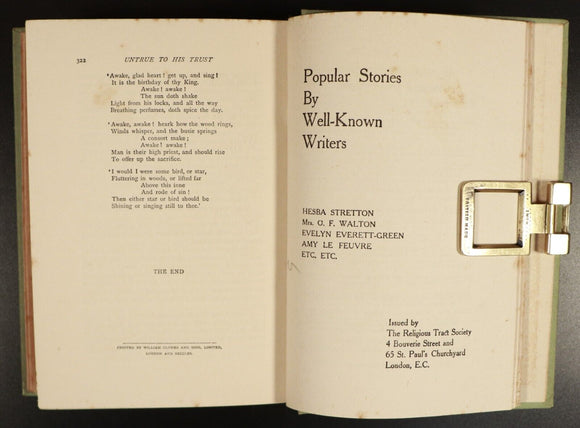 322 UNTRUE TO HIS TRUST
'Awake, glad heart! get up, and sing!
It is the birthday of thy King.
Awake! awake!
The sun doth shake
Light from his locks, and all the way
Breathing perfumes, doth spice the day.
'Awake, awake! heark how the wood rings,
Winds whisper, and the busie springs
A consort make;
Awake! awake!
Man is their high priest, and should rise
To offer up the sacrifice.
'I would I were some bird, or star,
Fluttering in woods, or lifted far
Above this inne
And rode of sin!
Then either star or bird should be
Shining or singing still to thee.'
THE END
PRINTED BY WILLIAM CLOWES AND SONS, LIMITED,
LONDON AND BECCLES.
Popular Stories
By
Well-Known
Writers
HESBA STRETTON
Mrs. O. F. WALTON
EVELYN EVERETT-GREEN
AMY LE FEUVRE
ETC. ETC.
Issued by
The Religious Tract Society
4 Bouverie Street and
65 St. Paul's Churchyard
London, E.C.